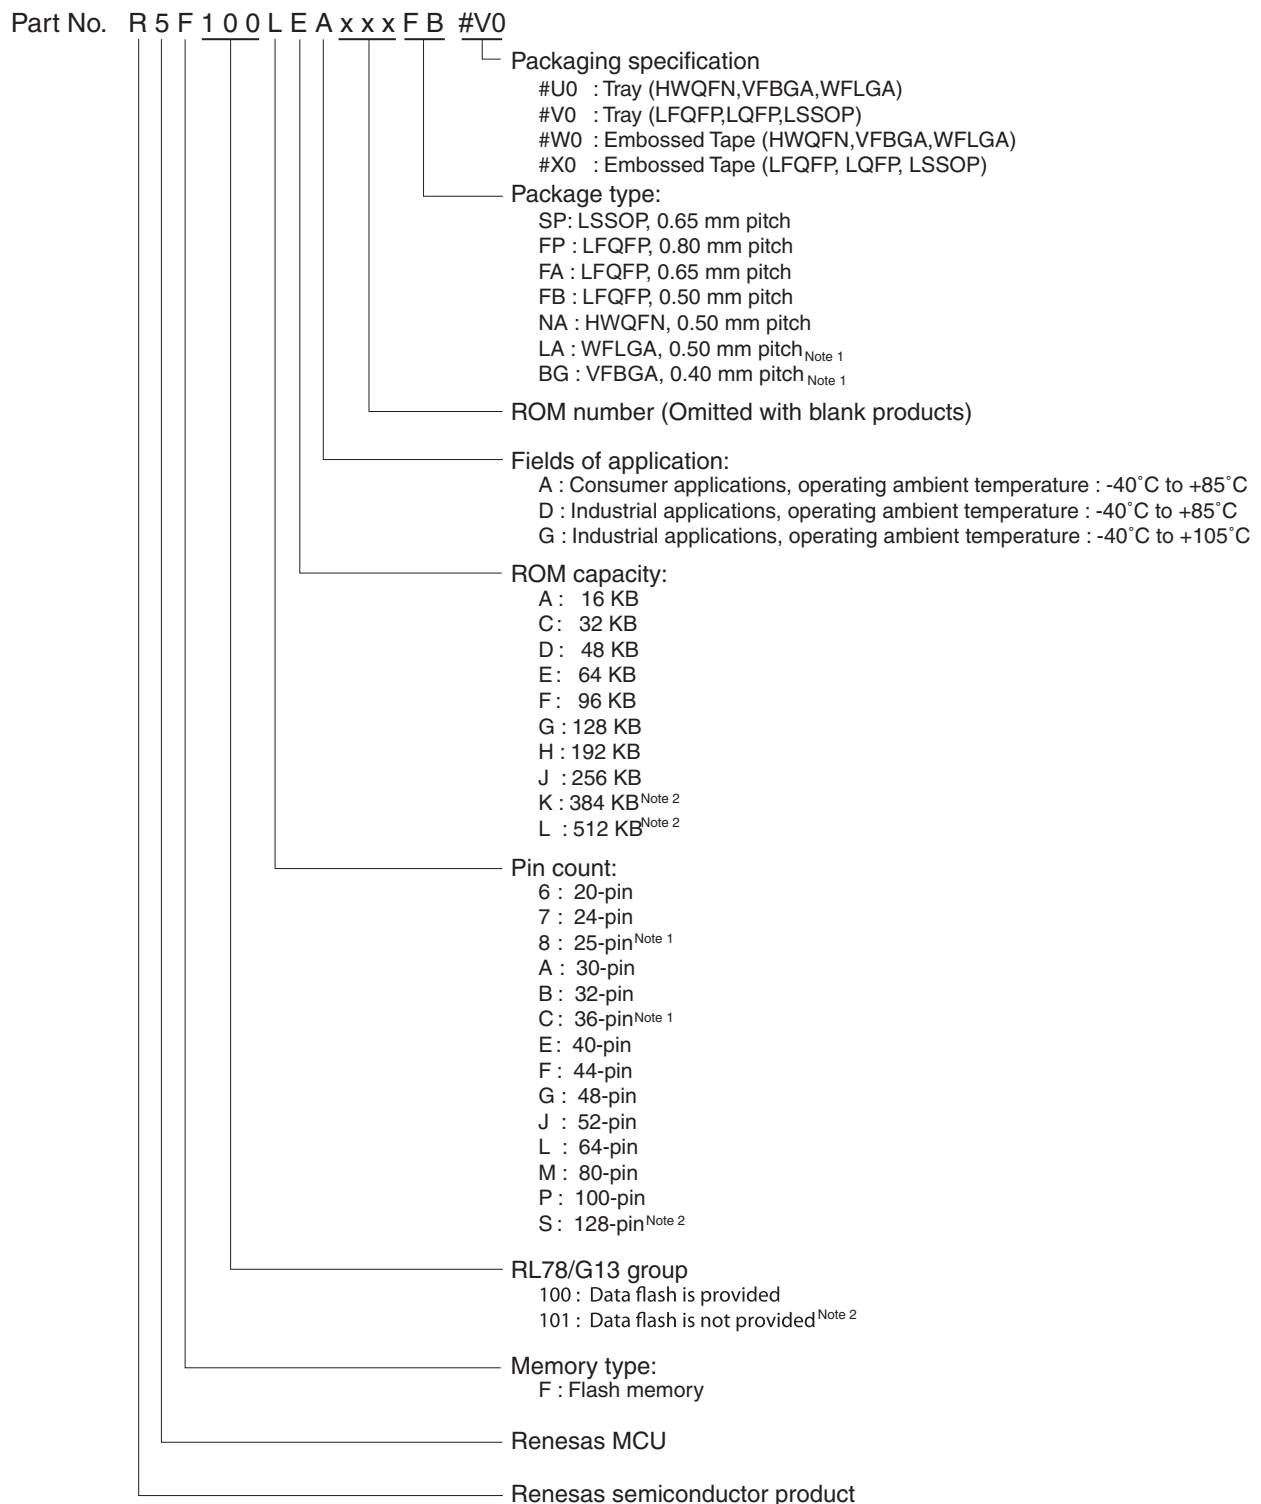 Part No. R 5 F 1 0 0 L E A x x x F B #V0
Packaging specification
#U0 : Tray (HWQFN,VFBGA,WFLGA)
#V0 : Tray (LFQFP,LQFP,LSSOP)
#W0 : Embossed Tape (HWQFN,VFBGA,WFLGA)
#X0 : Embossed Tape (LFQFP, LQFP, LSSOP)
Package type:
SP: LSSOP, 0.65 mm pitch
FP : LFQFP, 0.80 mm pitch
FA : LFQFP, 0.65 mm pitch
FB : LFQFP, 0.50 mm pitch
NA : HWQFN, 0.50 mm pitch
LA : WFLGA, 0.50 mm pitch Note 1
BG : VFBGA, 0.40 mm pitch Note 1
ROM number (Omitted with blank products)
Fields of application:
A : Consumer applications, operating ambient temperature : -40˚C to +85˚C
D : Industrial applications, operating ambient temperature : -40˚C to +85˚C
G : Industrial applications, operating ambient temperature : -40˚C to +105˚C
ROM capacity:
A : 16 KB
C : 32 KB
D : 48 KB
E : 64 KB
F : 96 KB
G : 128 KB
H : 192 KB
J : 256 KB
K : 384 KB Note 2
L : 512 KB Note 2
Pin count:
6 : 20-pin
7 : 24-pin
8 : 25-pin Note 1
A : 30-pin
B : 32-pin
C : 36-pin Note 1
E : 40-pin
F : 44-pin
G : 48-pin
J : 52-pin
L : 64-pin
M : 80-pin
P : 100-pin
S : 128-pin Note 2
RL78/G13 group
100 : Data flash is provided
101 : Data flash is not provided Note 2
Memory type:
F : Flash memory
Renesas MCU
Renesas semiconductor product